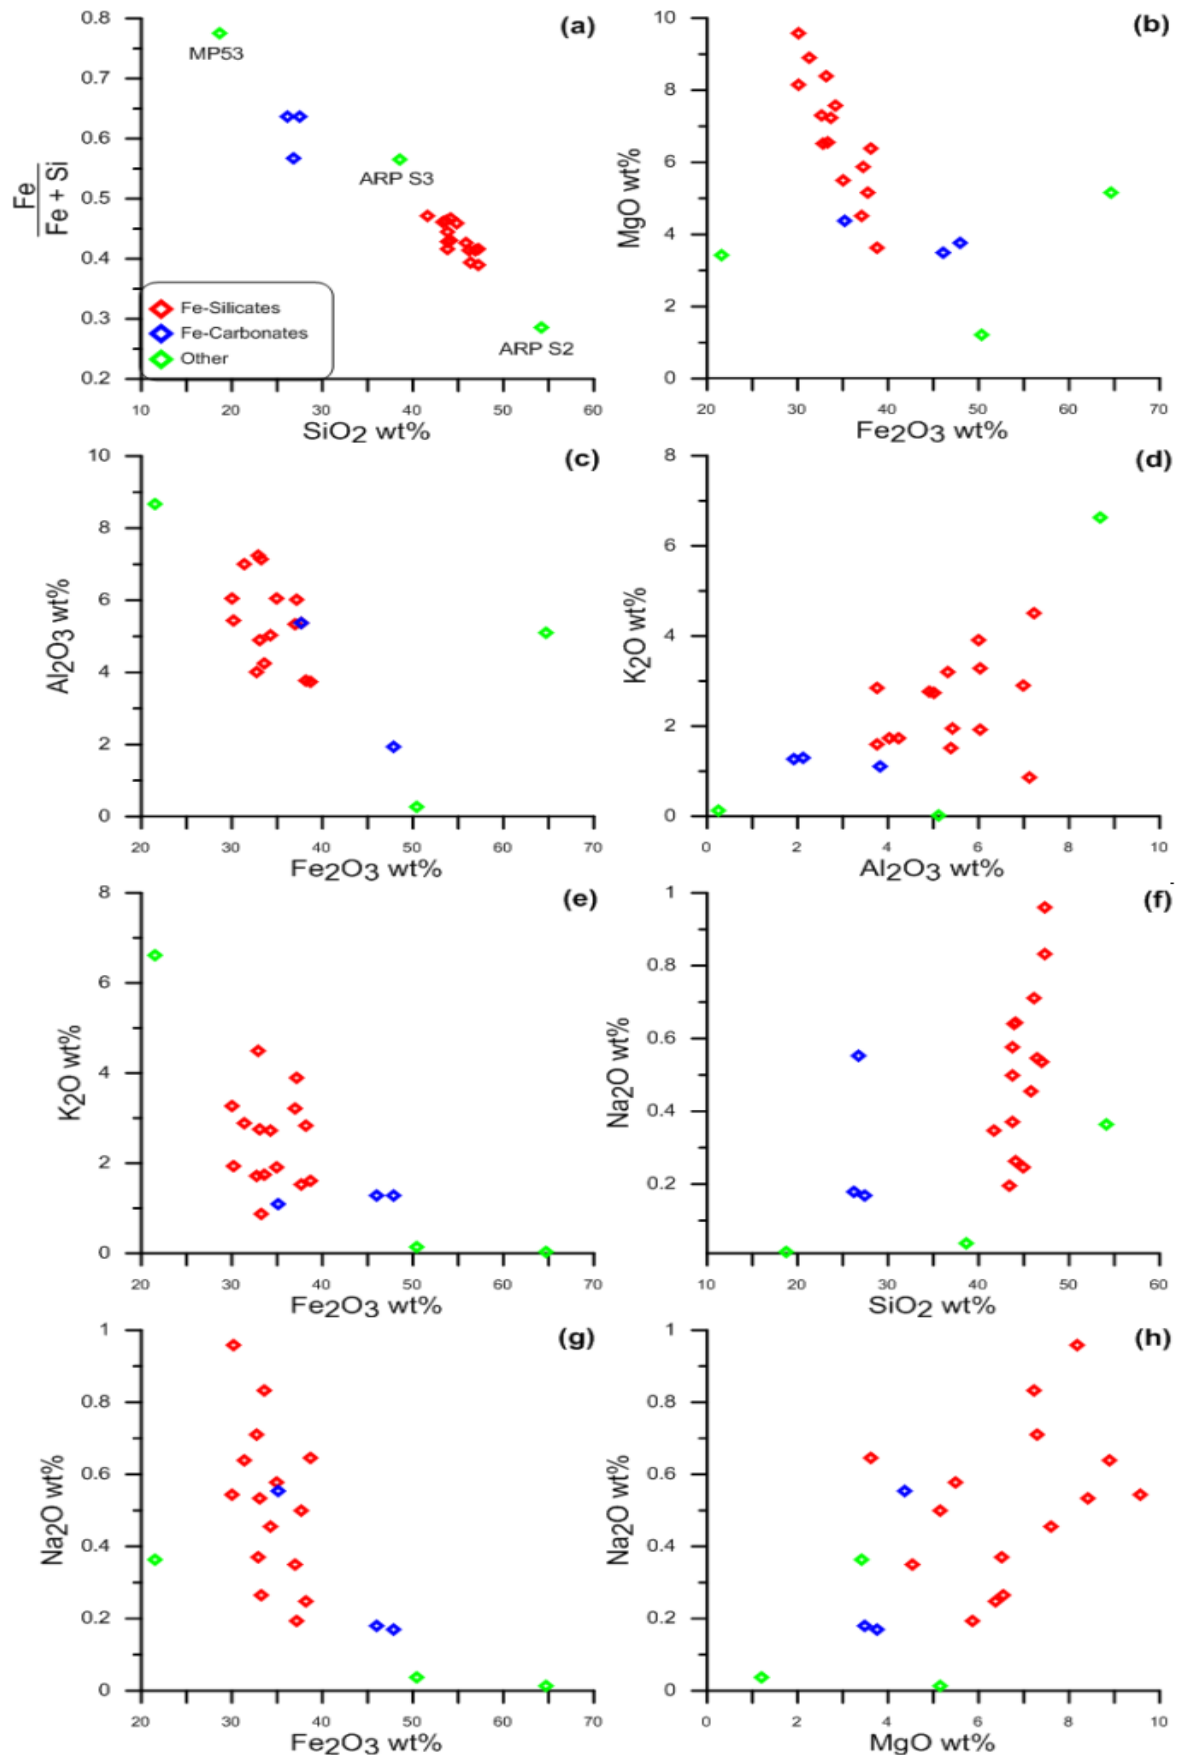 (a)
0.8
0.7
0.6
0.5
0.4
0.3
0.2
Fe
Fe + Si
MP53
ARP S3
ARP S2
Fe-Silicates
Fe-Carbonates
Other
10 20 30 40 50 60
SiO2 wt%
(b)
10
8
6
4
2
0
MgO wt%
20 30 40 50 60 70
Fe2O3 wt%
(c)
10
8
6
4
2
0
Al2O3 wt%
20 30 40 50 60 70
Fe2O3 wt%
(d)
8
6
4
2
0
K2O wt%
0 2 4 6 8 10
Al2O3 wt%
(e)
8
6
4
2
0
K2O wt%
20 30 40 50 60 70
Fe2O3 wt%
(f)
1
0.8
0.6
0.4
0.2
Na2O wt%
10 20 30 40 50 60
SiO2 wt%
(g)
1
0.8
0.6
0.4
0.2
0
Na2O wt%
20 30 40 50 60 70
Fe2O3 wt%
(h)
1
0.8
0.6
0.4
0.2
0
Na2O wt%
0 2 4 6 8 10
MgO wt%